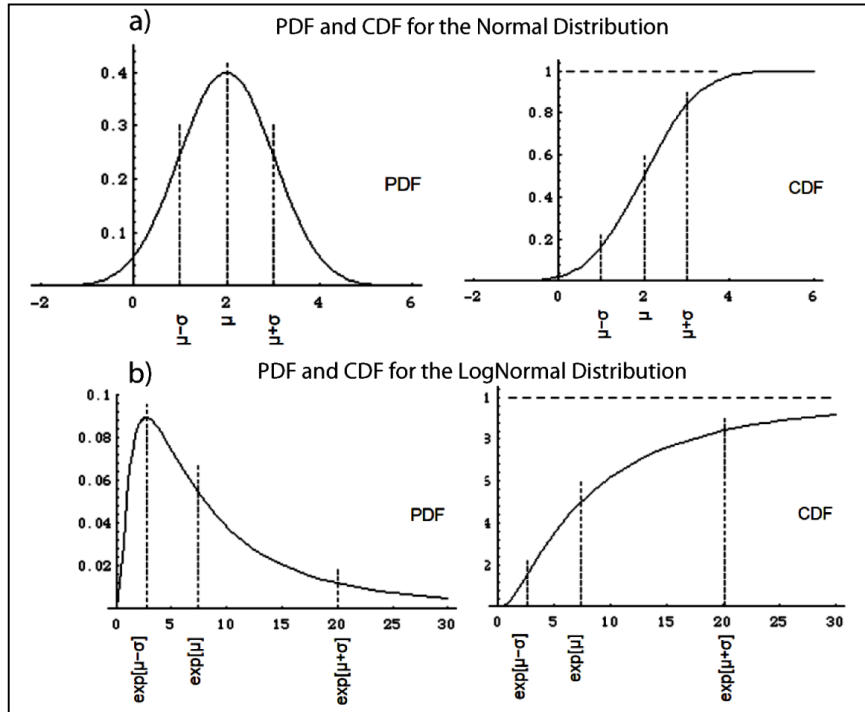 a)
PDF and CDF for the Normal Distribution
0.4
0.3
0.2
0.1
PDF
-2 0 2 4 6
μ-σ
μ
μ+σ
1
0.8
0.6
0.4
0.2
CDF
-2 0 2 4 6
μ-σ
μ
μ+σ
b)
PDF and CDF for the LogNormal Distribution
0.1
0.08
0.06
0.04
0.02
PDF
0 5 10 15 20 25 30
exp[μ-σ]
exp[μ]
exp[μ+σ]
1
8
6
4
2
CDF
0 5 10 15 20 25 30
exp[μ-σ]
exp[μ]
exp[μ+σ]